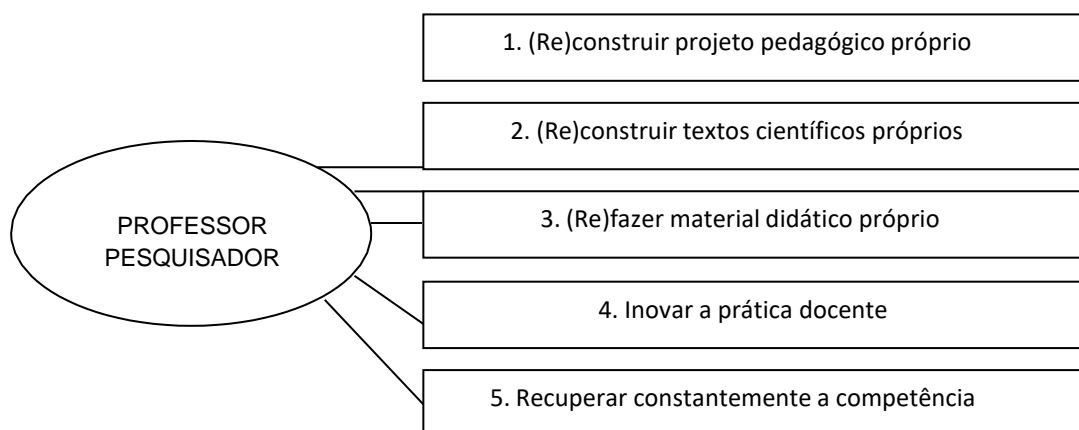 1. (Re)construir projeto pedagógico próprio
2. (Re)construir textos científicos próprios
3. (Re)fazer material didático próprio
PROFESSOR
PESQUISADOR
4. Inovar a prática docente
5. Recuperar constantemente a competência